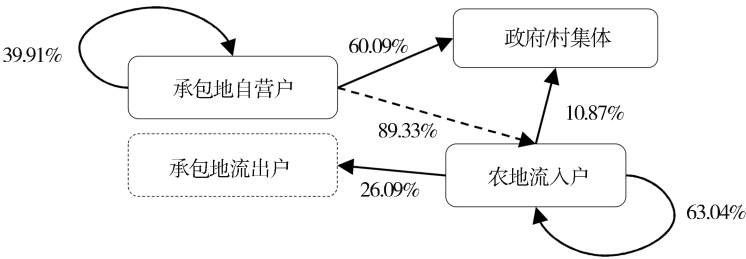 39.91%
60.09%
政府/村集体
承包地自营户
10.87%
89.33%
承包地流出户
26.09%
农地流入户
63.04%